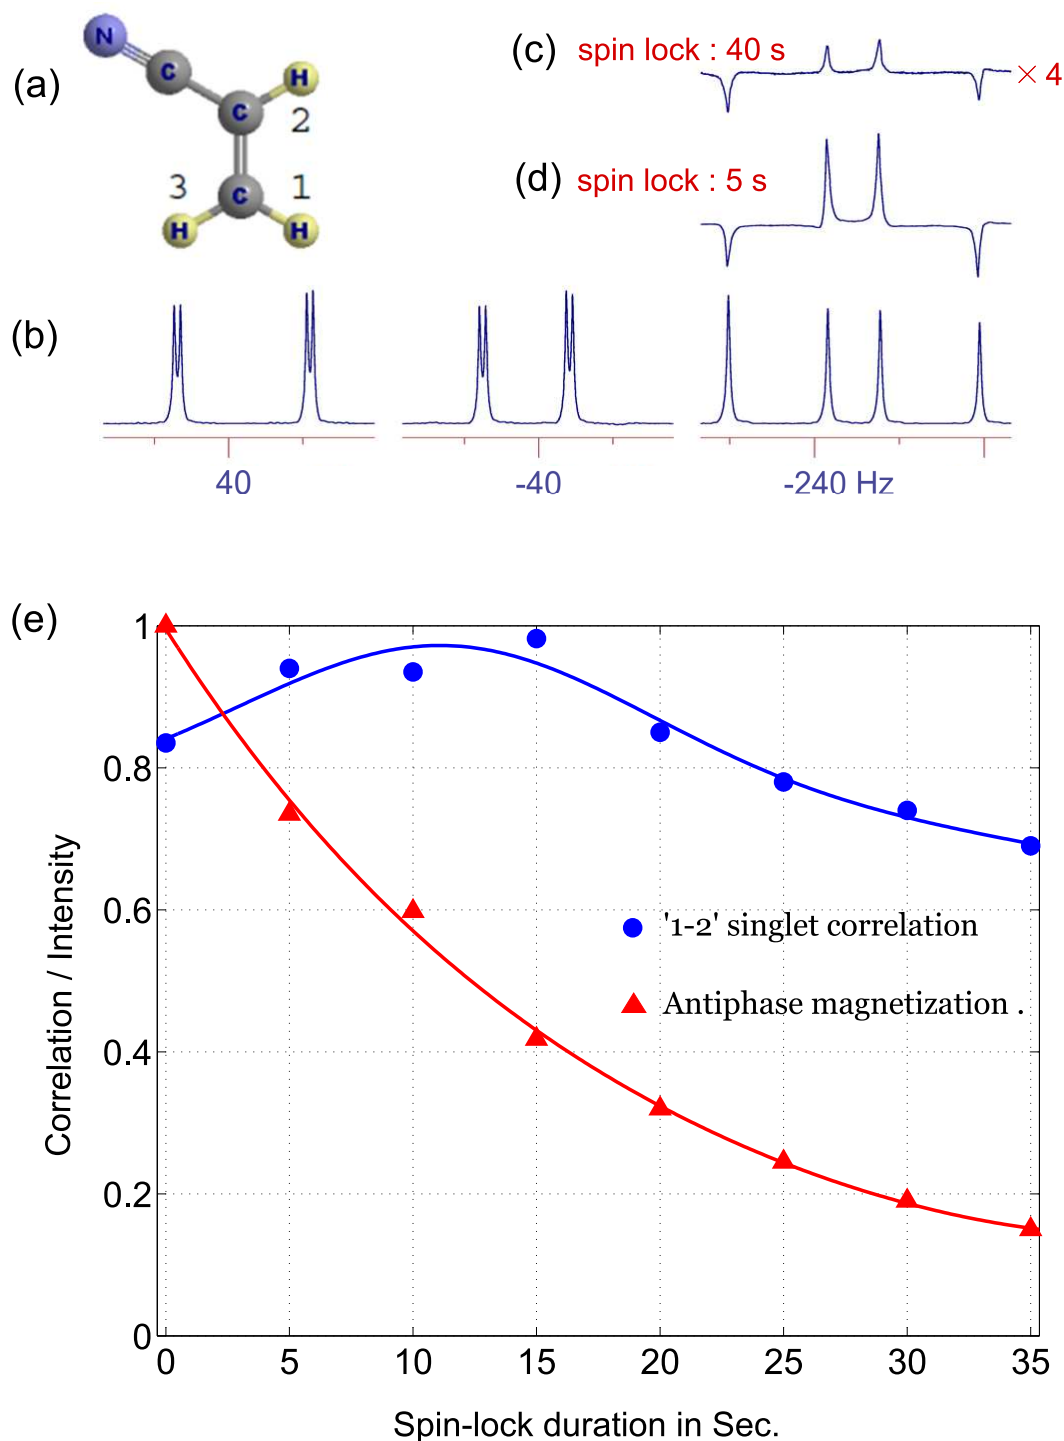 (a)
N
C
C
H
2
3
1
C
H
H
(c) spin lock : 40 s
× 4
(d) spin lock : 5 s
(b)
40
-40
-240 Hz
(e)
1
0.8
0.6
0.4
0.2
0
Correlation / Intensity
'1-2' singlet correlation
Antiphase magnetization .
0 5 10 15 20 25 30 35
Spin-lock duration in Sec.